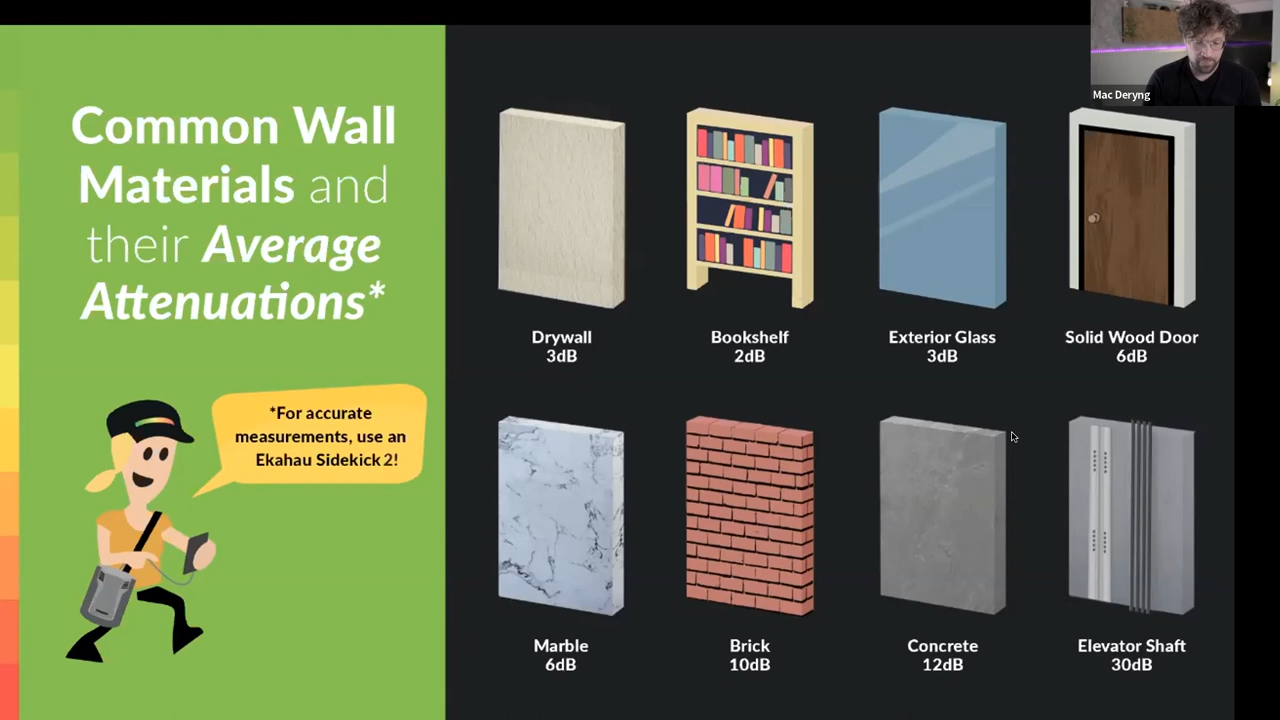 Mac Deryng
Common Wall
Materials and
their Average
Attenuations*
*For accurate
measurements, use an
Ekahau Sidekick 2!
Drywall
3dB
Bookshelf
2dB
Exterior Glass
3dB
Solid Wood Door
6dB
Marble
6dB
Brick
10dB
Concrete
12dB
Elevator Shaft
30dB